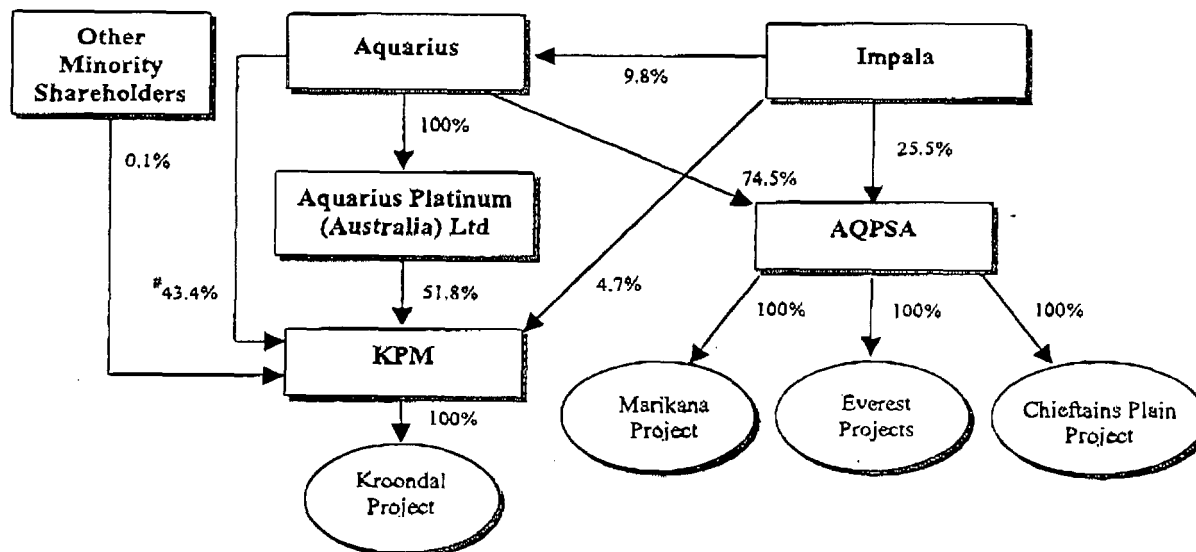 Other
Minority
Shareholders
Aquarius
Impala
9.8%
0.1%
100%
25.5%
74.5%
Aquarius Platinum
(Australia) Ltd
AQPSA
#43.4%
51.8%
4.7%
100%
100%
100%
KPM
100%
Marikana
Project
Everest
Projects
Chieftains Plain
Project
Kroondal
Project